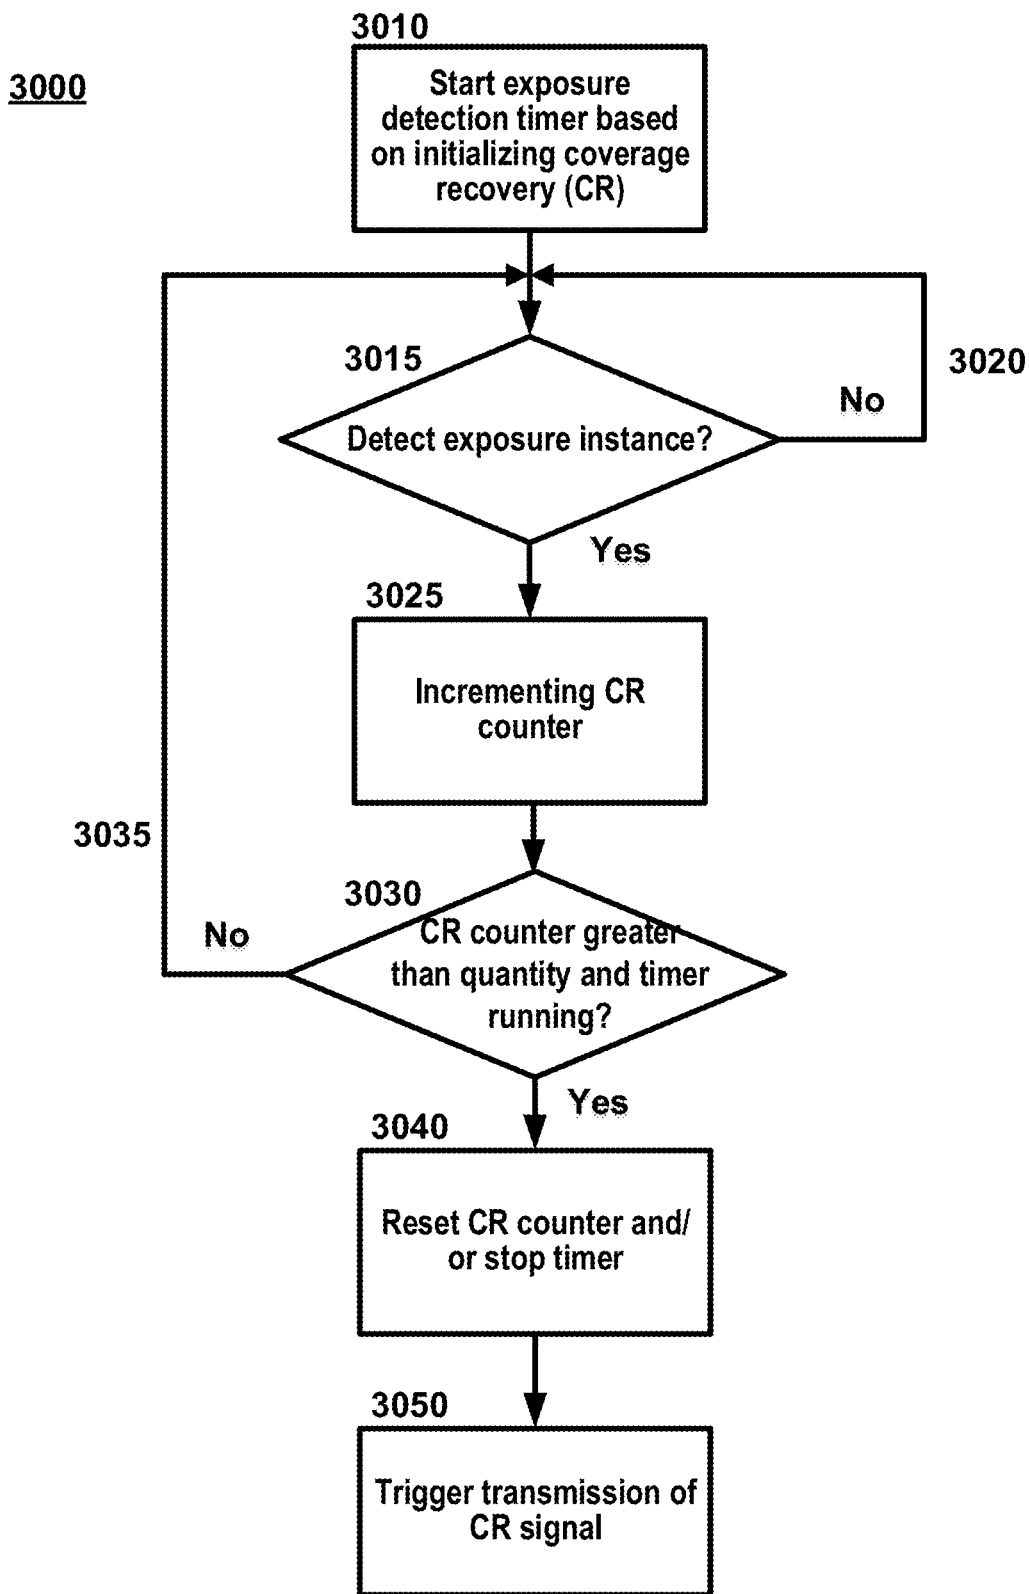 3010
3000
Start exposure
detection timer based
on initializing coverage
recovery (CR)
3015
3020
No
Detect exposure instance?
Yes
3025
Incrementing CR
counter
3035
3030
No
CR counter greater
than quantity and timer
running?
Yes
3040
Reset CR counter and/
or stop timer
3050
Trigger transmission of
CR signal